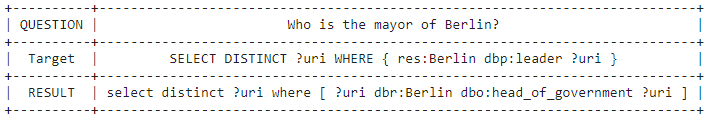 +----------+---------------------------------------------------------------------------+
| QUESTION |                         Who is the mayor of Berlin?                         |
+----------+---------------------------------------------------------------------------+
|  Target  |         SELECT DISTINCT ?uri WHERE { res:Berlin dbp:leader ?uri }         |
+----------+---------------------------------------------------------------------------+
|  RESULT  | select distinct ?uri where [ ?uri dbr:Berlin dbo:head_of_government ?uri ] |
+----------+---------------------------------------------------------------------------+